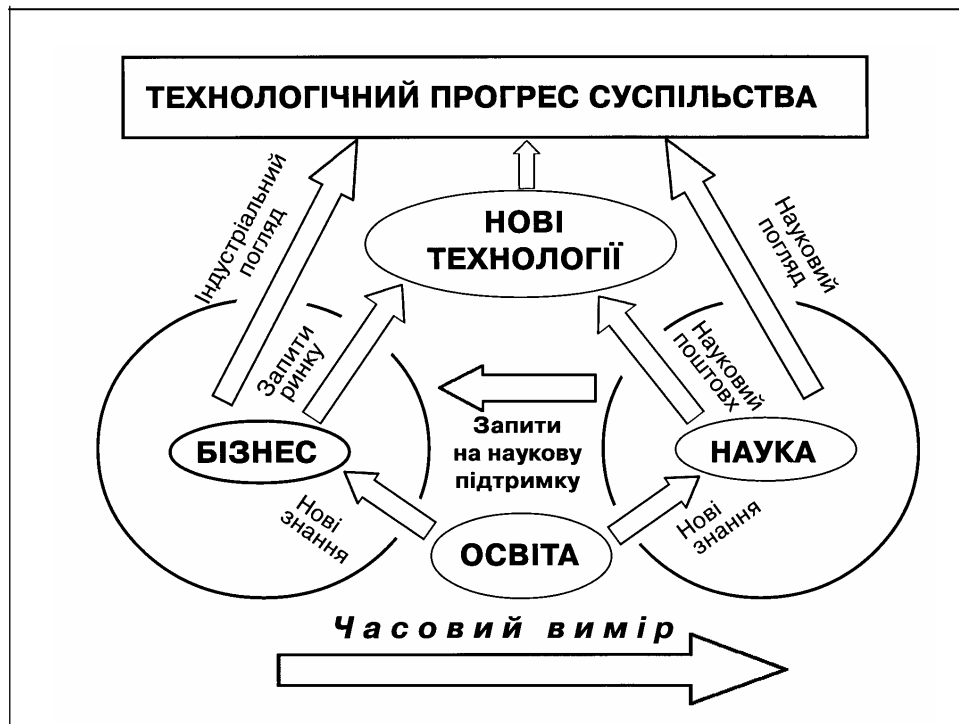 ТЕХНОЛОГІЧНИЙ ПРОГРЕС СУСПІЛЬСТВА
Індустріальний
погляд
НОВІ
ТЕХНОЛОГІЇ
Науковий
погляд
Запити
ринку
Науковий
поштовх
БІЗНЕС
Запити
на наукову
підтримку
НАУКА
Нові
знання
ОСВІТА
Нові
знання
Часовий вимір